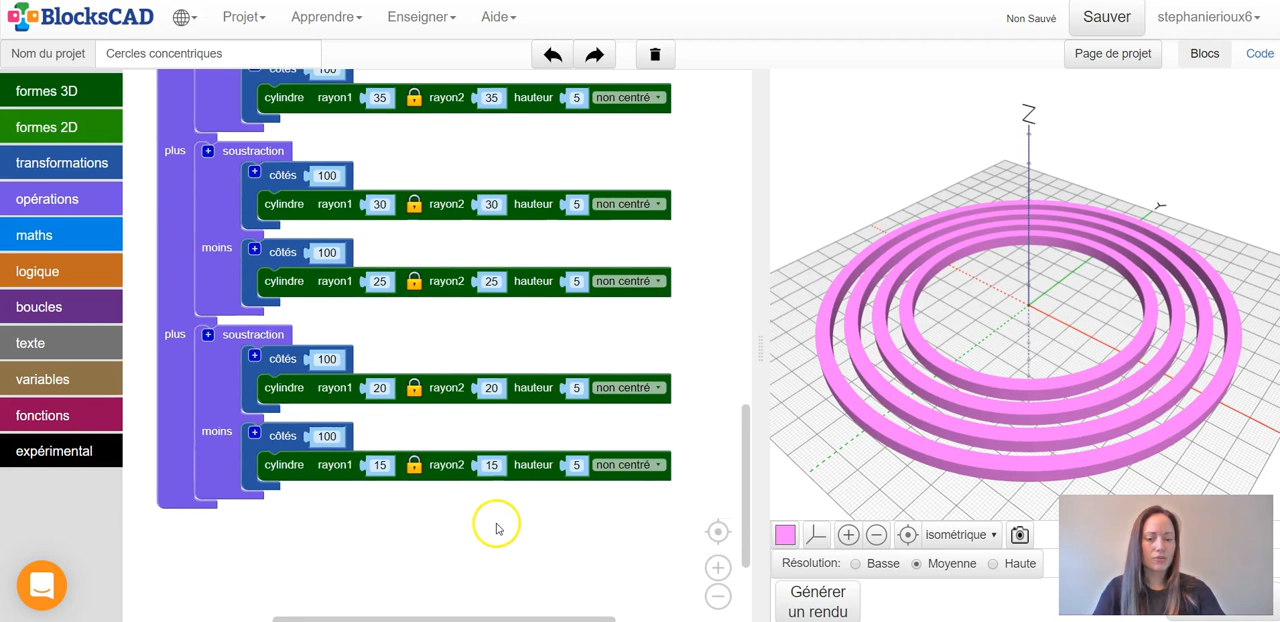 BlocksCAD Projet Apprendre Enseigner Aide Non Sauvé Sauver stephanierioux6
Nom du projet Cercles concentriques Page de projet Blocs Code
formes 3D
formes 2D
transformations
opérations
maths
logique
boucles
texte
variables
fonctions
expérimental
côtés 100
cylindre rayon1 35 rayon2 35 hauteur 5 non centré
plus soustraction
côtés 100
cylindre rayon1 30 rayon2 30 hauteur 5 non centré
moins côtés 100
cylindre rayon1 25 rayon2 25 hauteur 5 non centré
plus soustraction
côtés 100
cylindre rayon1 20 rayon2 20 hauteur 5 non centré
moins côtés 100
cylindre rayon1 15 rayon2 15 hauteur 5 non centré
Z
Y
Isométrique
Résolution: Basse Moyenne Haute
Générer
un rendu